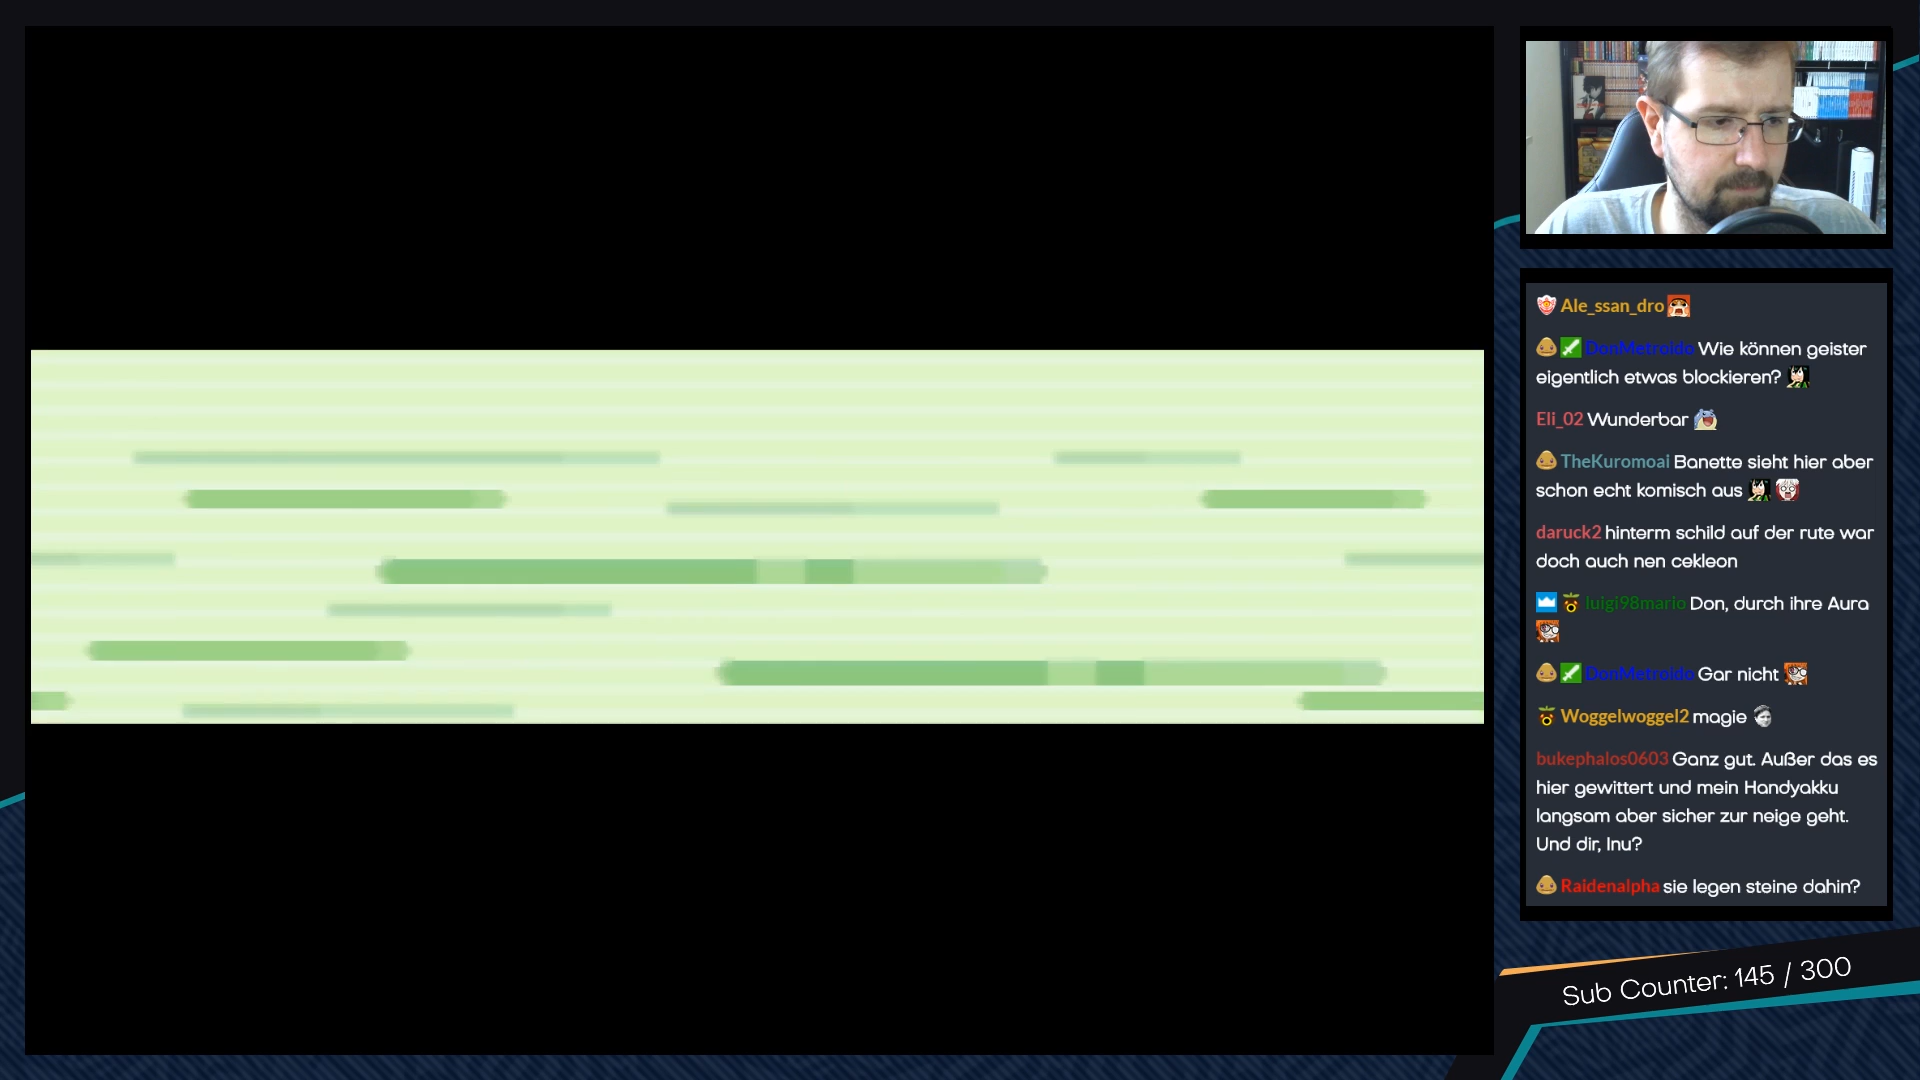 Ale_ssan_dro
DonMetroido Wie können geister
eigentlich etwas blockieren?
Eli_02 Wunderbar
TheKuromoai Banette sieht hier aber
schon echt komisch aus
daruck2 hinterm schild auf der rute war
doch auch nen cekleon
luigi98mario Don, durch ihre Aura
DonMetroido Gar nicht
Woggelwoggel2 magie
bukephalos0603 Ganz gut. Außer das es
hier gewittert und mein Handyakku
langsam aber sicher zur neige geht.
Und dir, Inu?
Raidenalpha sie legen steine dahin?
Sub Counter: 145 / 300